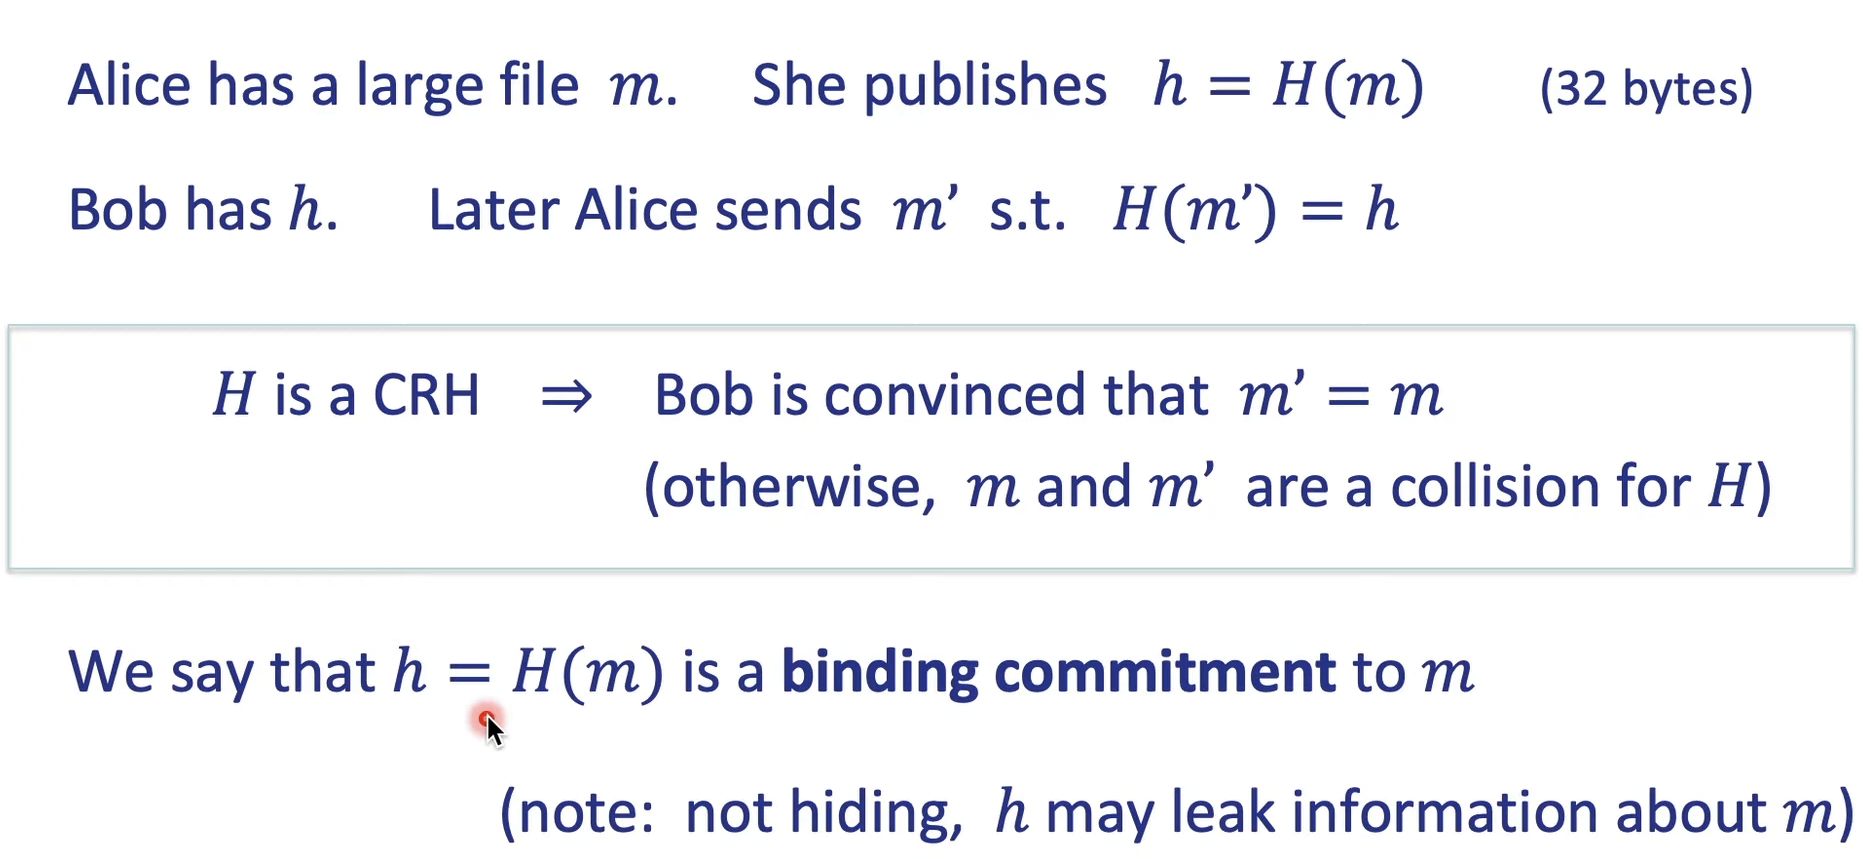 Alice has a large file m. She publishes h = H(m) (32 bytes)
Bob has h. Later Alice sends m’ s.t. H(m’) = h
H is a CRH ⇒ Bob is convinced that m’ = m
(otherwise, m and m’ are a collision for H)
We say that h = H(m) is a binding commitment to m
(note: not hiding, h may leak information about m)